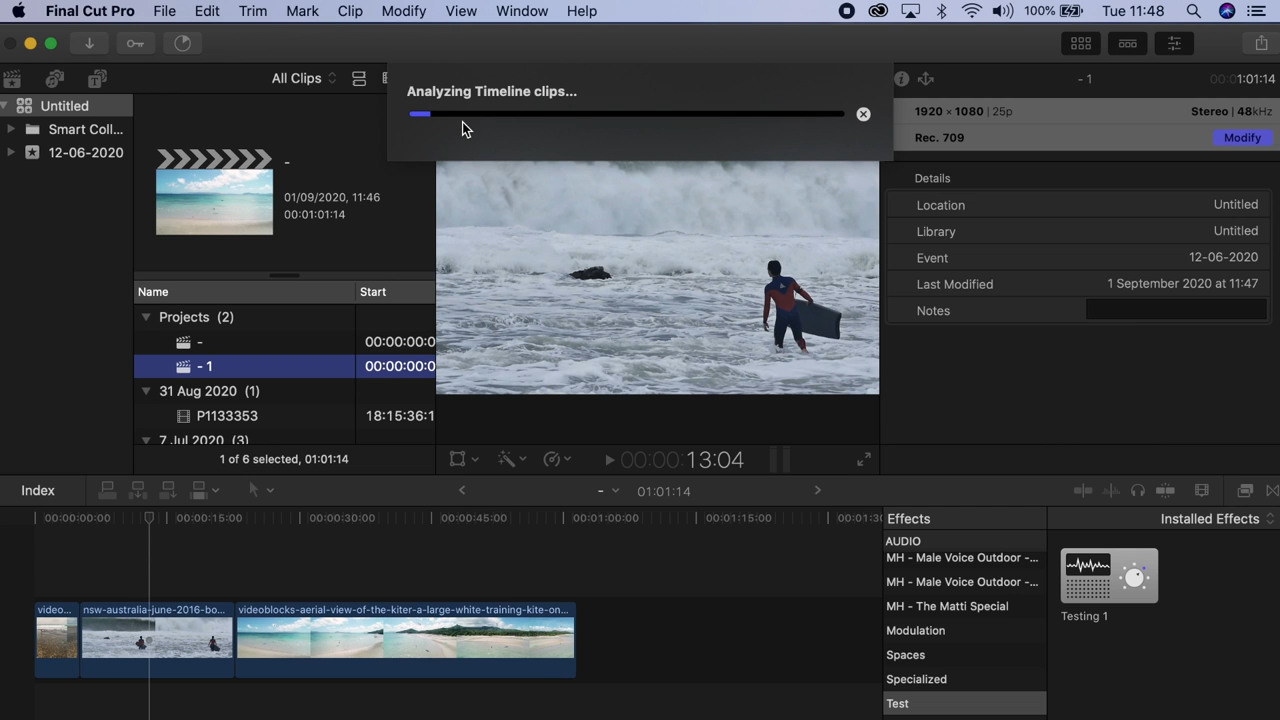 Final Cut Pro File Edit Trim Mark Clip Modify View Window Help 100% Tue 11:48
All Clips
Analyzing Timeline clips...
- 1 00:01:01:14
Untitled
Smart Coll...
12-06-2020
-
01/09/2020, 11:46
00:01:01:14
1920 × 1080 | 25p Stereo | 48kHz
Rec. 709 Modify
Details
Location Untitled
Library Untitled
Event 12-06-2020
Last Modified 1 September 2020 at 11:47
Notes
Name Start
Projects (2)
- 00:00:00:0
- 1 00:00:00:0
31 Aug 2020 (1)
P1133353 18:15:36:1
7 Jul 2020 (3)
1 of 6 selected, 01:01:14
00:00:13:04
Index - 01:01:14
00:00:00:00 00:00:15:00 00:00:30:00 00:00:45:00 00:01:00:00 00:01:15:00 00:01:30
video... nsw-australia-june-2016-bo... videoblocks-aerial-view-of-the-kiter-a-large-white-training-kite-on...
Effects Installed Effects
AUDIO
MH - Male Voice Outdoor -...
MH - Male Voice Outdoor -...
MH - The Matti Special
Modulation
Spaces
Specialized
Test
Testing 1